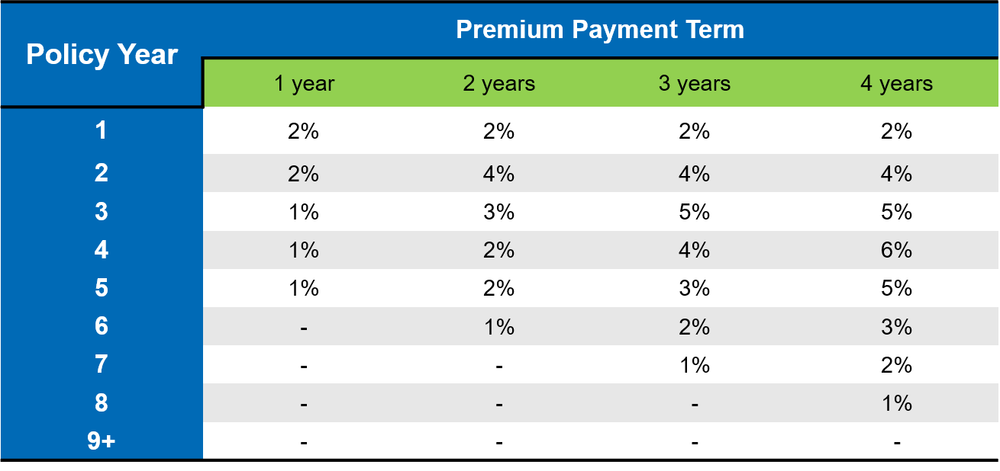 Policy Year
Premium Payment Term
1 year 2 years 3 years 4 years
1 2% 2% 2% 2%
2 2% 4% 4% 4%
3 1% 3% 5% 5%
4 1% 2% 4% 6%
5 1% 2% 3% 5%
6 - 1% 2% 3%
7 - - 1% 2%
8 - - - 1%
9+ - - - -